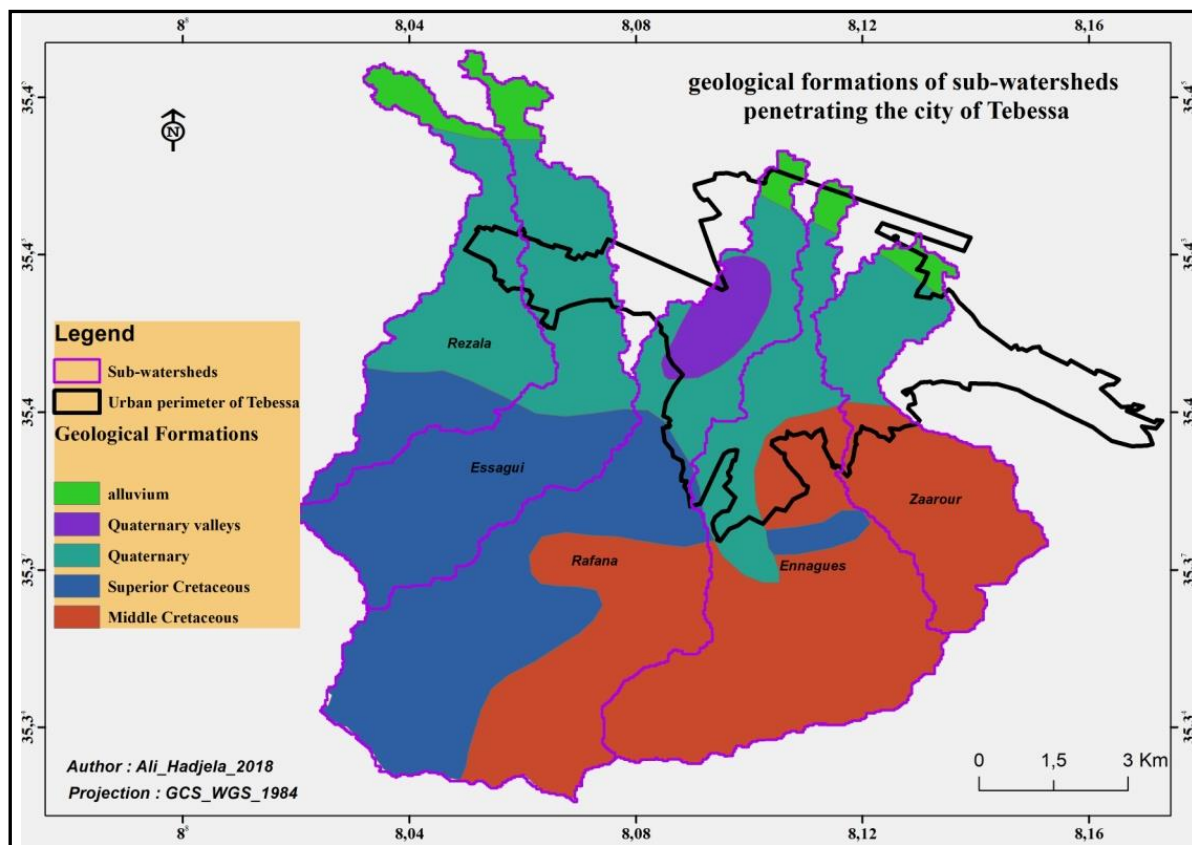 8°
8,04
8,08
8,12
8,16
geological formations of sub-watersheds
penetrating the city of Tebessa
N
Legend
Sub-watersheds
Urban perimeter of Tebessa
Geological Formations
alluvium
Quaternary valleys
Quaternary
Superior Cretaceous
Middle Cretaceous
Rezala
Essagui
Rafana
Ennagues
Zaarour
Author : Ali_Hadjela_2018
Projection : GCS_WGS_1984
0 1,5 3 Km
8°
8,04
8,08
8,12
8,16